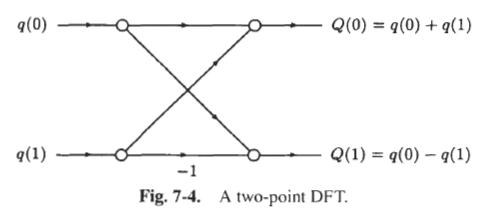 q(0)
Q(0) = q(0) + q(1)
q(1)
Q(1) = q(0) − q(1)
−1
Fig. 7-4. A two-point DFT.